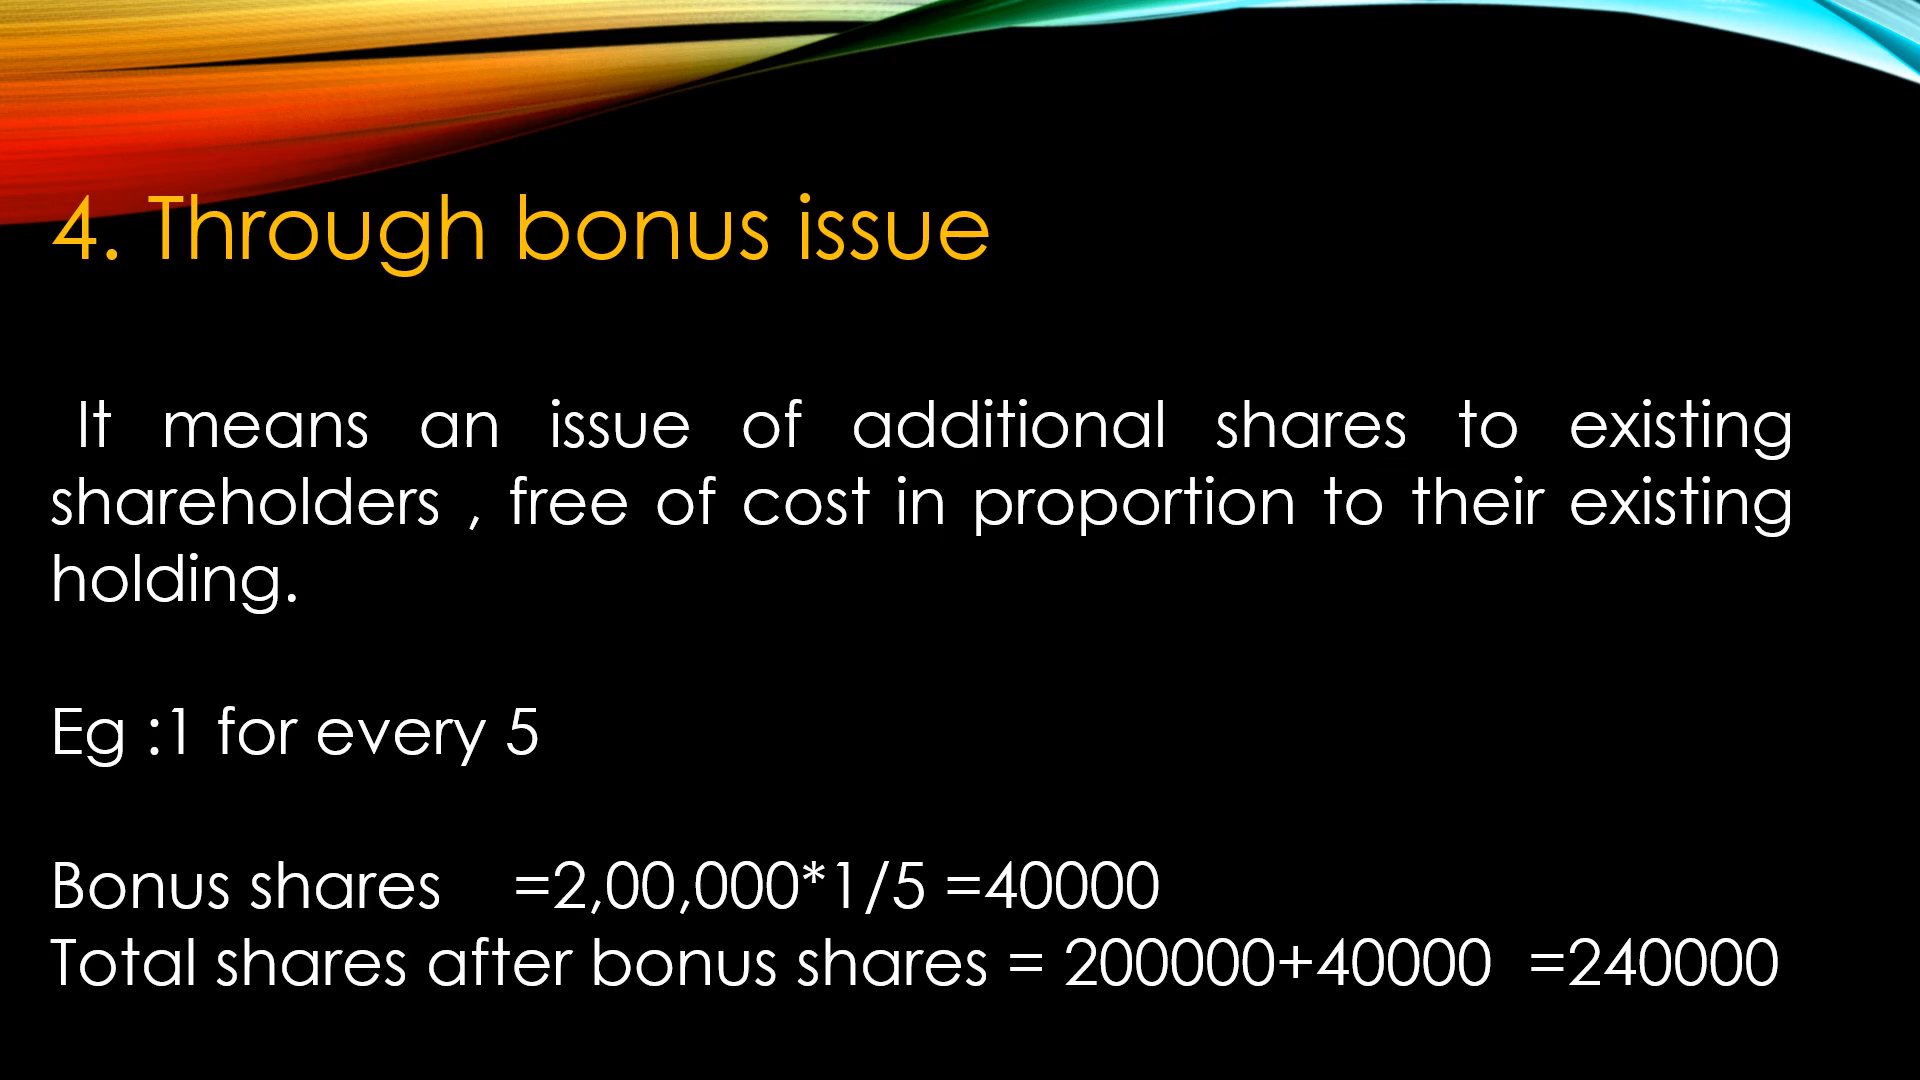 4. Through bonus issue
It means an issue of additional shares to existing
shareholders , free of cost in proportion to their existing
holding.
Eg :1 for every 5
Bonus shares =2,00,000*1/5 =40000
Total shares after bonus shares = 200000+40000 =240000